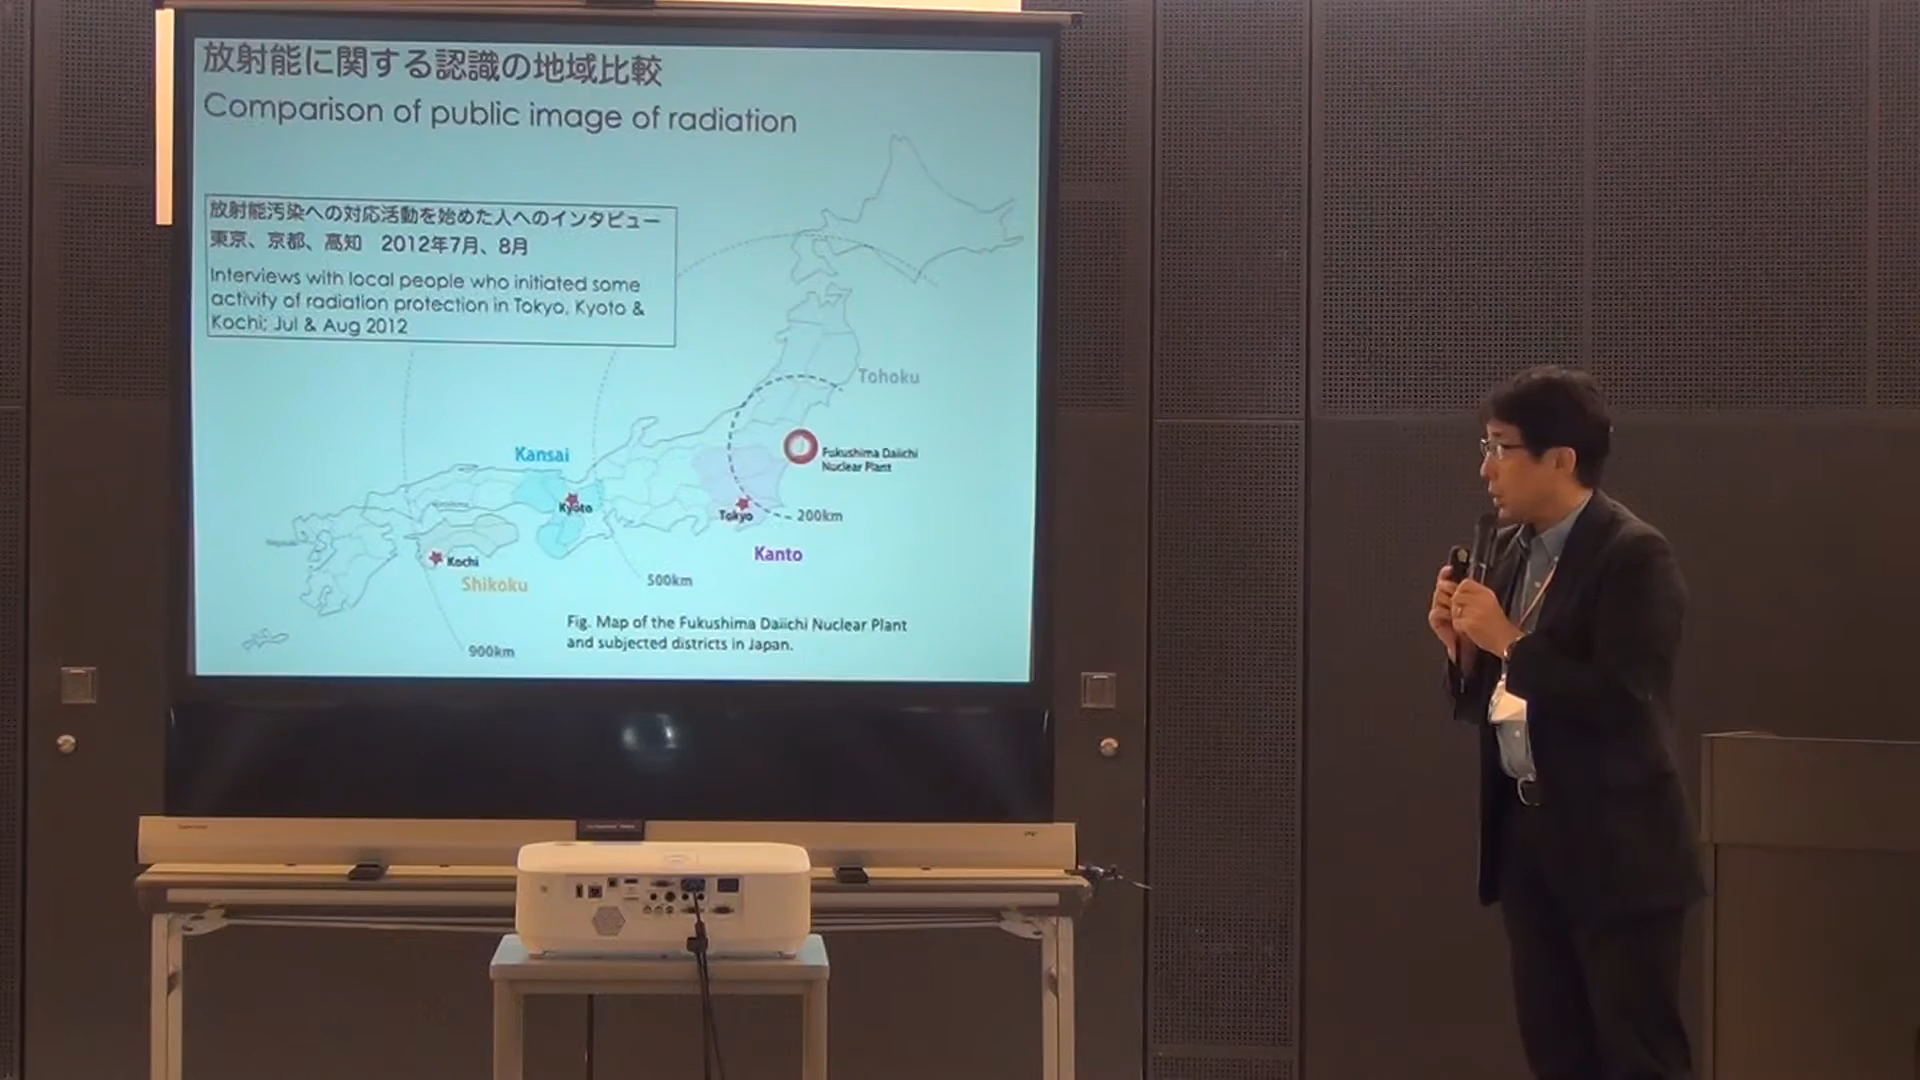 放射能に関する認識の地域比較
Comparison of public image of radiation
放射能汚染への対応活動を始めた人へのインタビュー
東京、京都、高知　2012年7月、8月
Interviews with local people who initiated some
activity of radiation protection in Tokyo, Kyoto &
Kochi; Jul & Aug 2012
Tohoku
Fukushima Daiichi
Nuclear Plant
Kansai
Kyoto
Tokyo
200km
Kanto
Kochi
Shikoku
500km
900km
Fig. Map of the Fukushima Daiichi Nuclear Plant
and subjected districts in Japan.